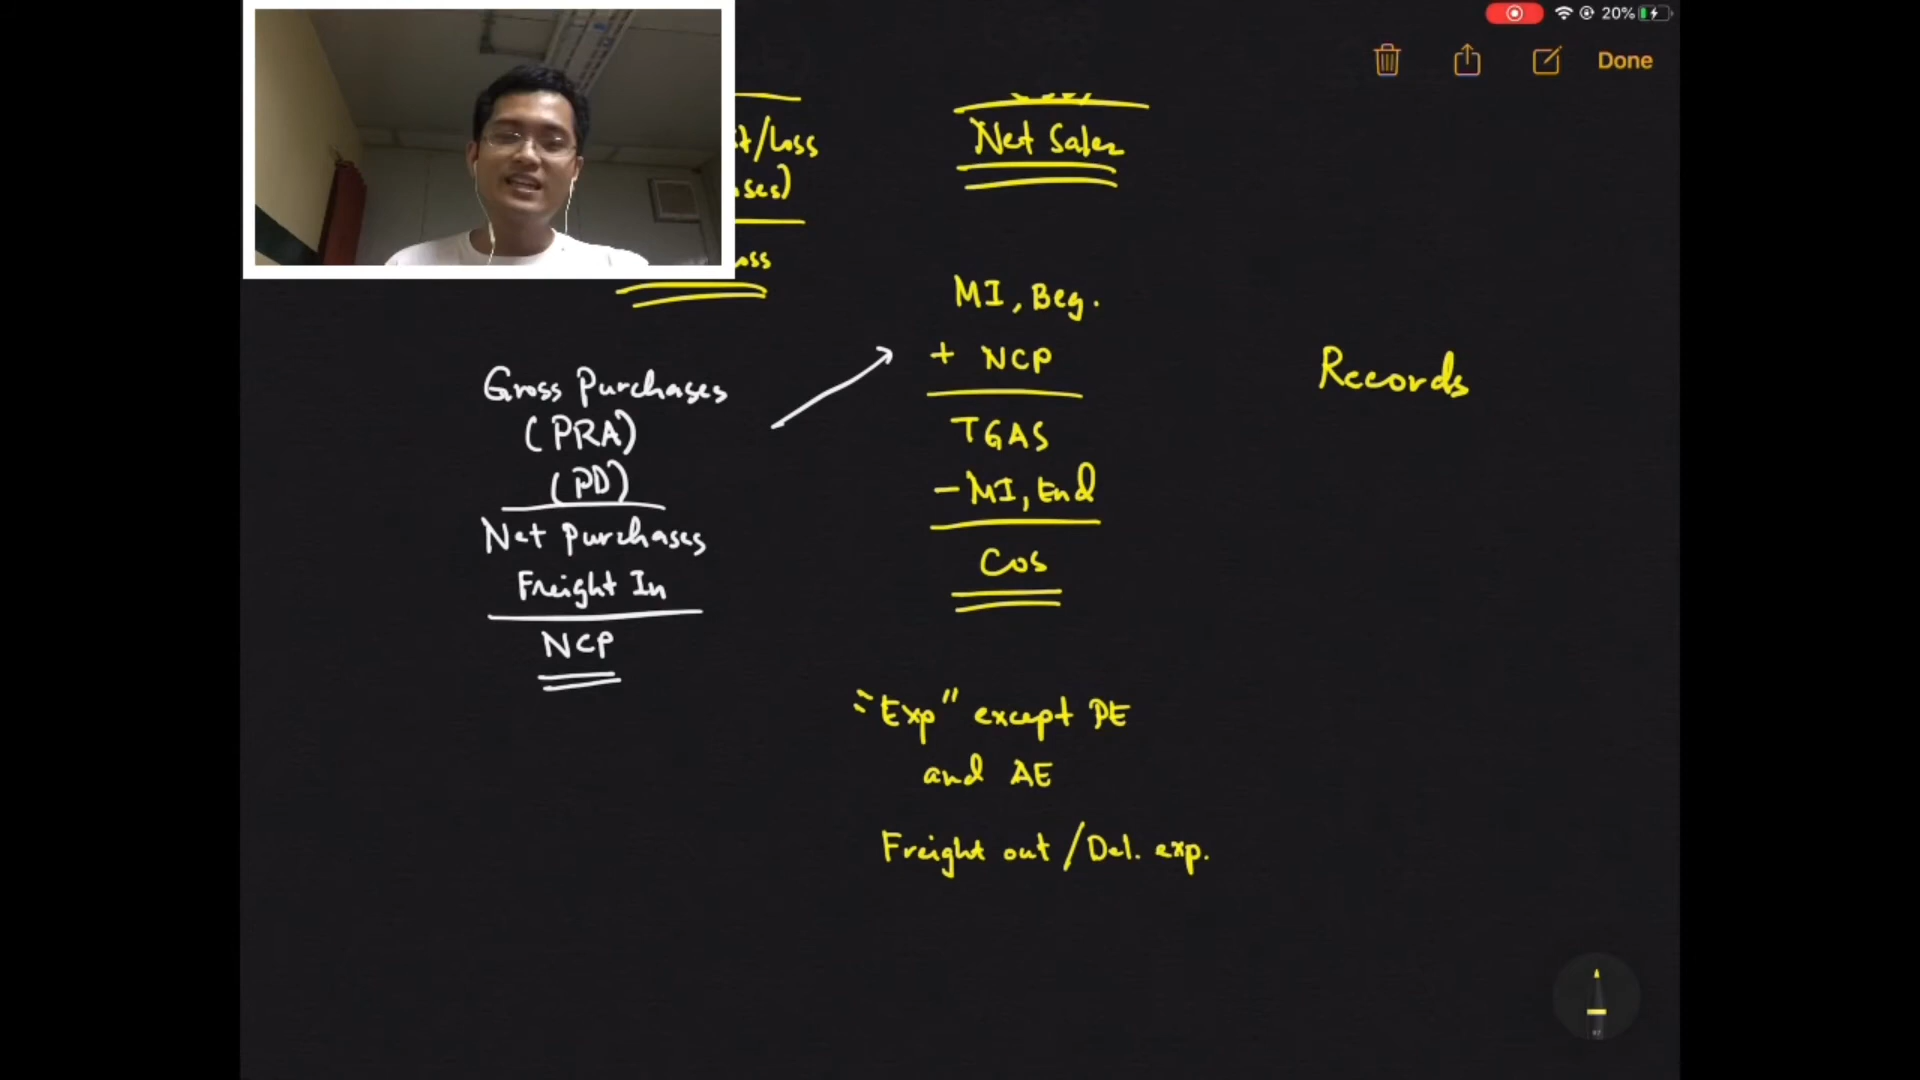 20%
Done
Net Sales
MI, Beg.
+ NCP
TGAS
- MI, End
Cos
"Exp" except PE
and AE
Freight out / Del. exp.
Gross Purchases
(PRA)
(PD)
Net Purchases
Freight In
NCP
Records